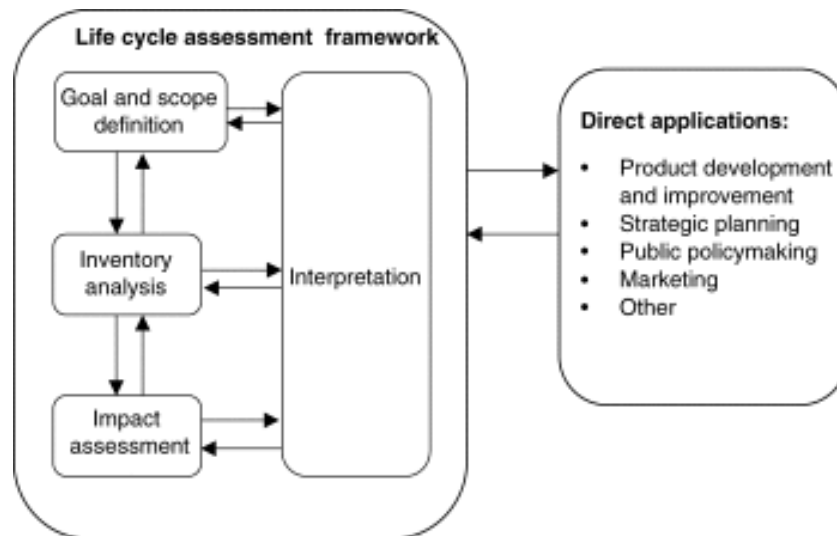 Life cycle assessment framework
Goal and scope
definition
Inventory
analysis
Impact
assessment
Interpretation
Direct applications:
• Product development
and improvement
• Strategic planning
• Public policymaking
• Marketing
• Other